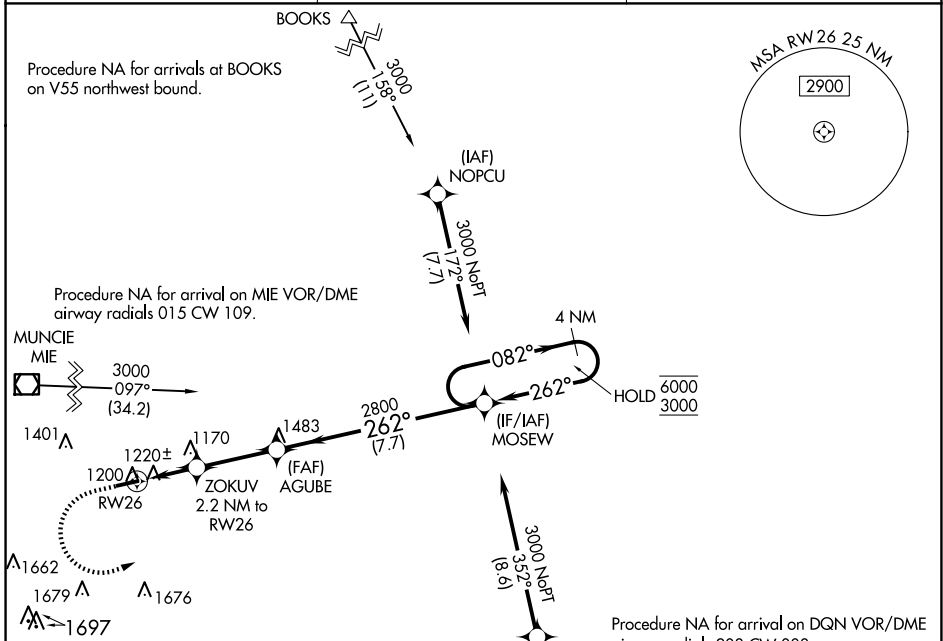 BOOKS
Procedure NA for arrivals at BOOKS
on V55 northwest bound.
3000
158°
(11)
MSA RW26 25 NM
2900
(IAF)
NOPCU
3000 NoPT
172°
(7.7)
Procedure NA for arrival on MIE VOR/DME
airway radials 015 CW 109.
MUNCIE
MIE
3000
097°
(34.2)
4 NM
082°
262°
HOLD 6000
3000
(IF/IAF)
MOSEW
2800
262°
(7.7)
1401
1483
1170
1220±
1200
(FAF)
AGUBE
ZOKUV
2.2 NM to
RW26
RW26
3000 NoPT
352°
(8.6)
1662
1679
1676
1697
Procedure NA for arrival on DQN VOR/DME